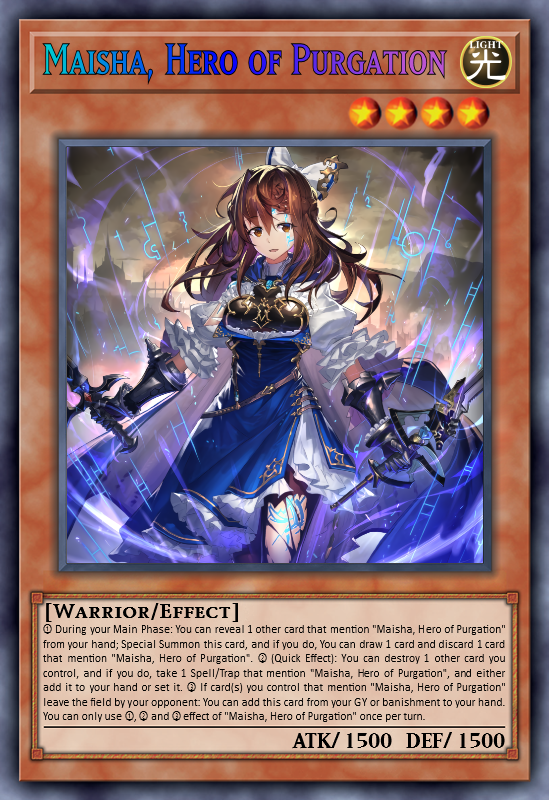 Maisha, Hero of Purgation
LIGHT
光
[Warrior/Effect]
① During your Main Phase: You can reveal 1 other card that mention "Maisha, Hero of Purgation"
from your hand; Special Summon this card, and if you do, You can draw 1 card and discard 1 card
that mention "Maisha, Hero of Purgation". ② (Quick Effect): You can destroy 1 other card you
control, and if you do, take 1 Spell/Trap that mention "Maisha, Hero of Purgation", and either
add it to your hand or set it. ② If card(s) you control that mention "Maisha, Hero of Purgation"
leave the field by your opponent: You can add this card from your GY or banishment to your hand.
You can only use ①, ② and ③ effect of "Maisha, Hero of Purgation" once per turn.
ATK/ 1500 DEF/ 1500